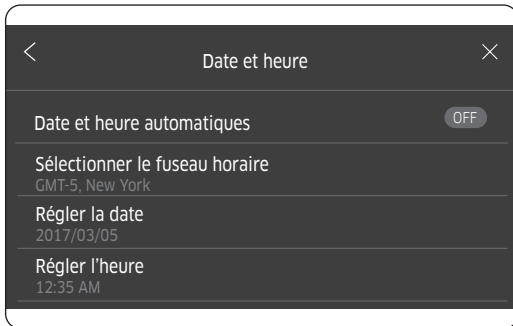 Date et heure
Date et heure automatiques
OFF
Sélectionner le fuseau horaire
GMT-5, New York
Régler la date
2017/03/05
Régler l'heure
12:35 AM